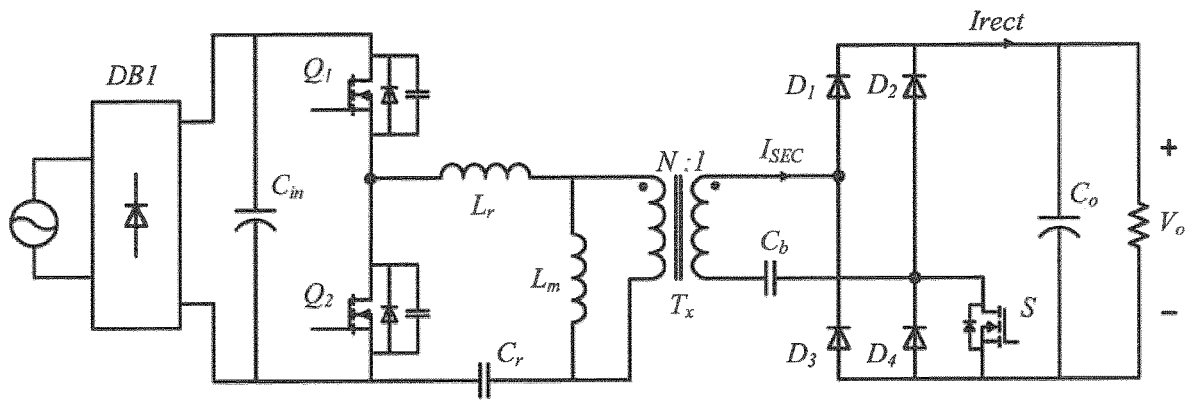 DB1
Q1
Cin
Q2
Lr
Lm
Cr
N:1
Tx
ISEC
Cb
Irect
D1
D2
D3
D4
S
Co
+
Vo
−